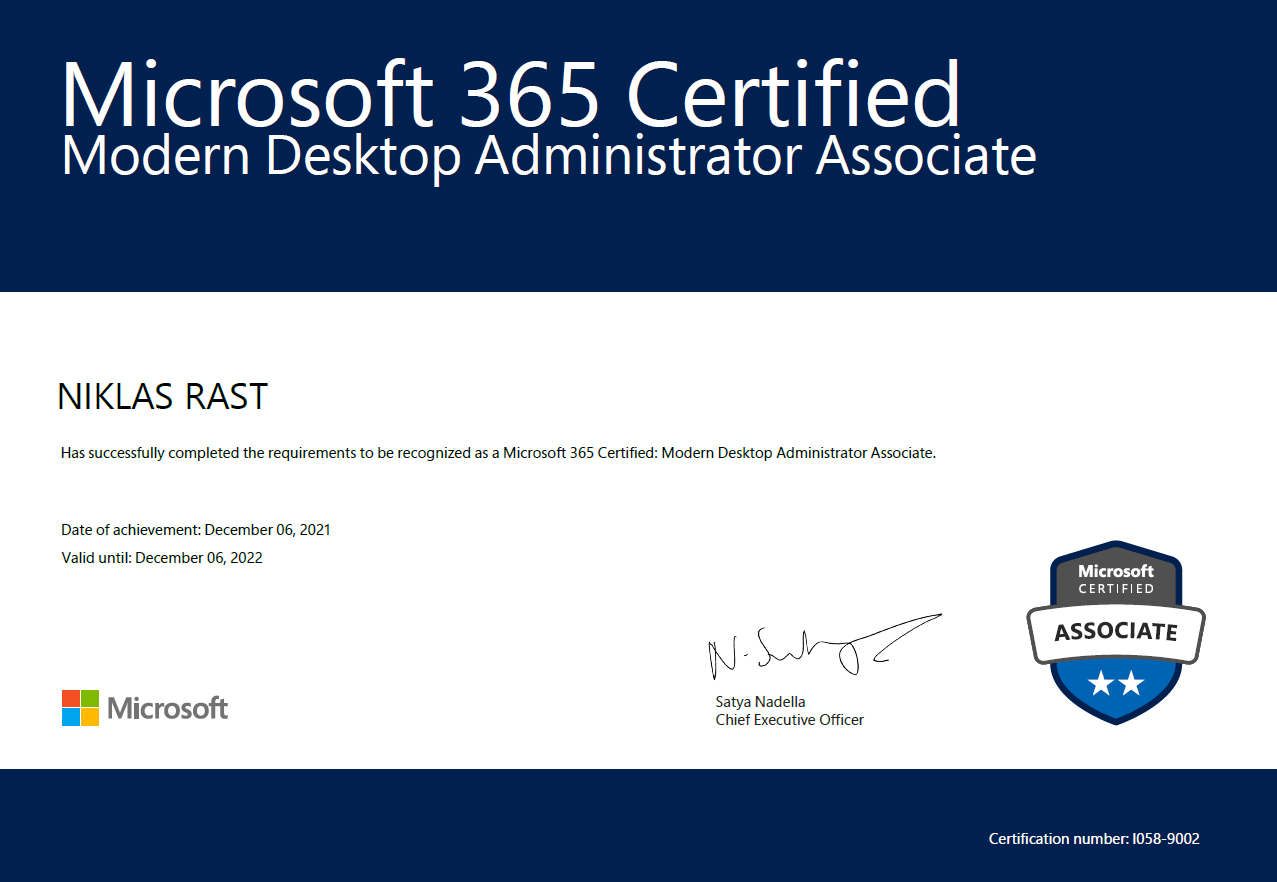 Microsoft 365 Certified
Modern Desktop Administrator Associate
NIKLAS RAST
Has successfully completed the requirements to be recognized as a Microsoft 365 Certified: Modern Desktop Administrator Associate.
Date of achievement: December 06, 2021
Valid until: December 06, 2022
Microsoft
CERTIFIED
ASSOCIATE
Satya Nadella
Chief Executive Officer
Microsoft
Certification number: I058-9002